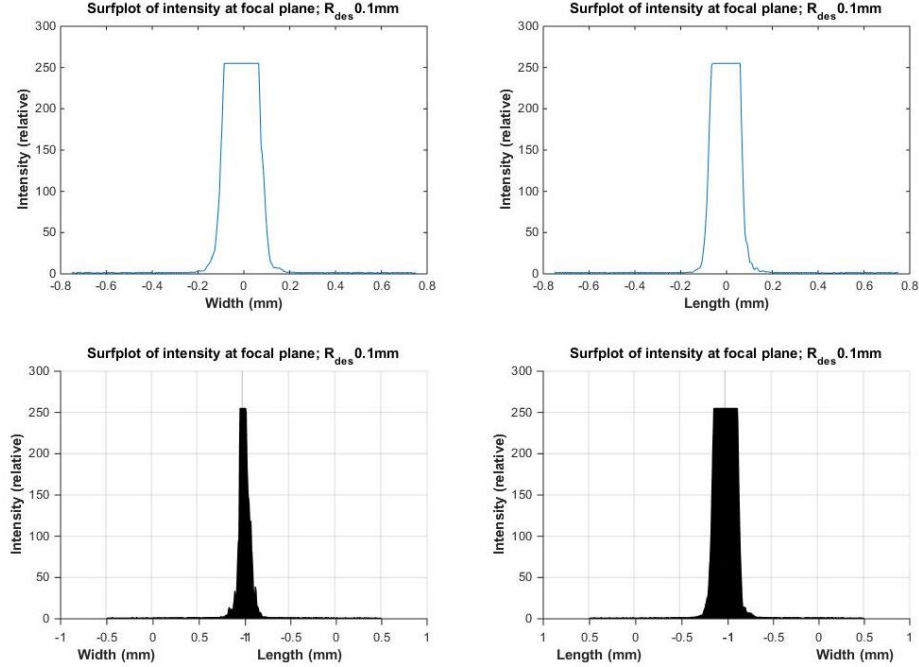 Surfplot of intensity at focal plane; R_des 0.1mm
300
250
200
150
100
50
0
Intensity (relative)
-0.8 -0.6 -0.4 -0.2 0 0.2 0.4 0.6 0.8
Width (mm)
Surfplot of intensity at focal plane; R_des 0.1mm
300
250
200
150
100
50
0
Intensity (relative)
-0.8 -0.6 -0.4 -0.2 0 0.2 0.4 0.6 0.8
Length (mm)
Surfplot of intensity at focal plane; R_des 0.1mm
300
250
200
150
100
50
0
Intensity (relative)
-1 -0.5 0 0.5 -1 -0.5 0 0.5 1
Width (mm) Length (mm)
Surfplot of intensity at focal plane; R_des 0.1mm
300
250
200
150
100
50
0
Intensity (relative)
1 0.5 0 -0.5 -1 -0.5 0 0.5 1
Length (mm) Width (mm)